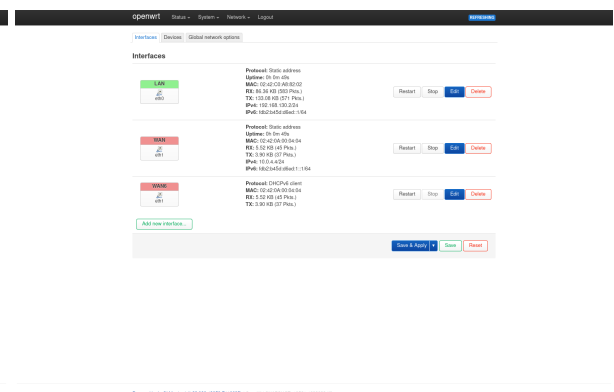 openwrt Status System Network Logout REFRESHING
Interfaces Devices Global network options
Interfaces
LAN
eth0
Protocol: Static address
Uptime: 0h 0m 49s
MAC: 02:42:C0:A8:82:02
RX: 86.36 KB (583 Pkts.)
TX: 133.08 KB (571 Pkts.)
IPv4: 192.168.130.2/24
IPv6: fdb2:b45d:d6ed::1/64
Restart Stop Edit Delete
WAN
eth1
Protocol: Static address
Uptime: 0h 0m 49s
MAC: 02:42:0A:00:04:04
RX: 5.52 KB (45 Pkts.)
TX: 3.90 KB (37 Pkts.)
IPv4: 10.0.4.4/24
IPv6: fdb2:b45d:d6ed:1::1/64
Restart Stop Edit Delete
WAN6
eth1
Protocol: DHCPv6 client
MAC: 02:42:0A:00:04:04
RX: 5.52 KB (45 Pkts.)
TX: 3.90 KB (37 Pkts.)
Restart Stop Edit Delete
Add new interface...
Save & Apply Save Reset